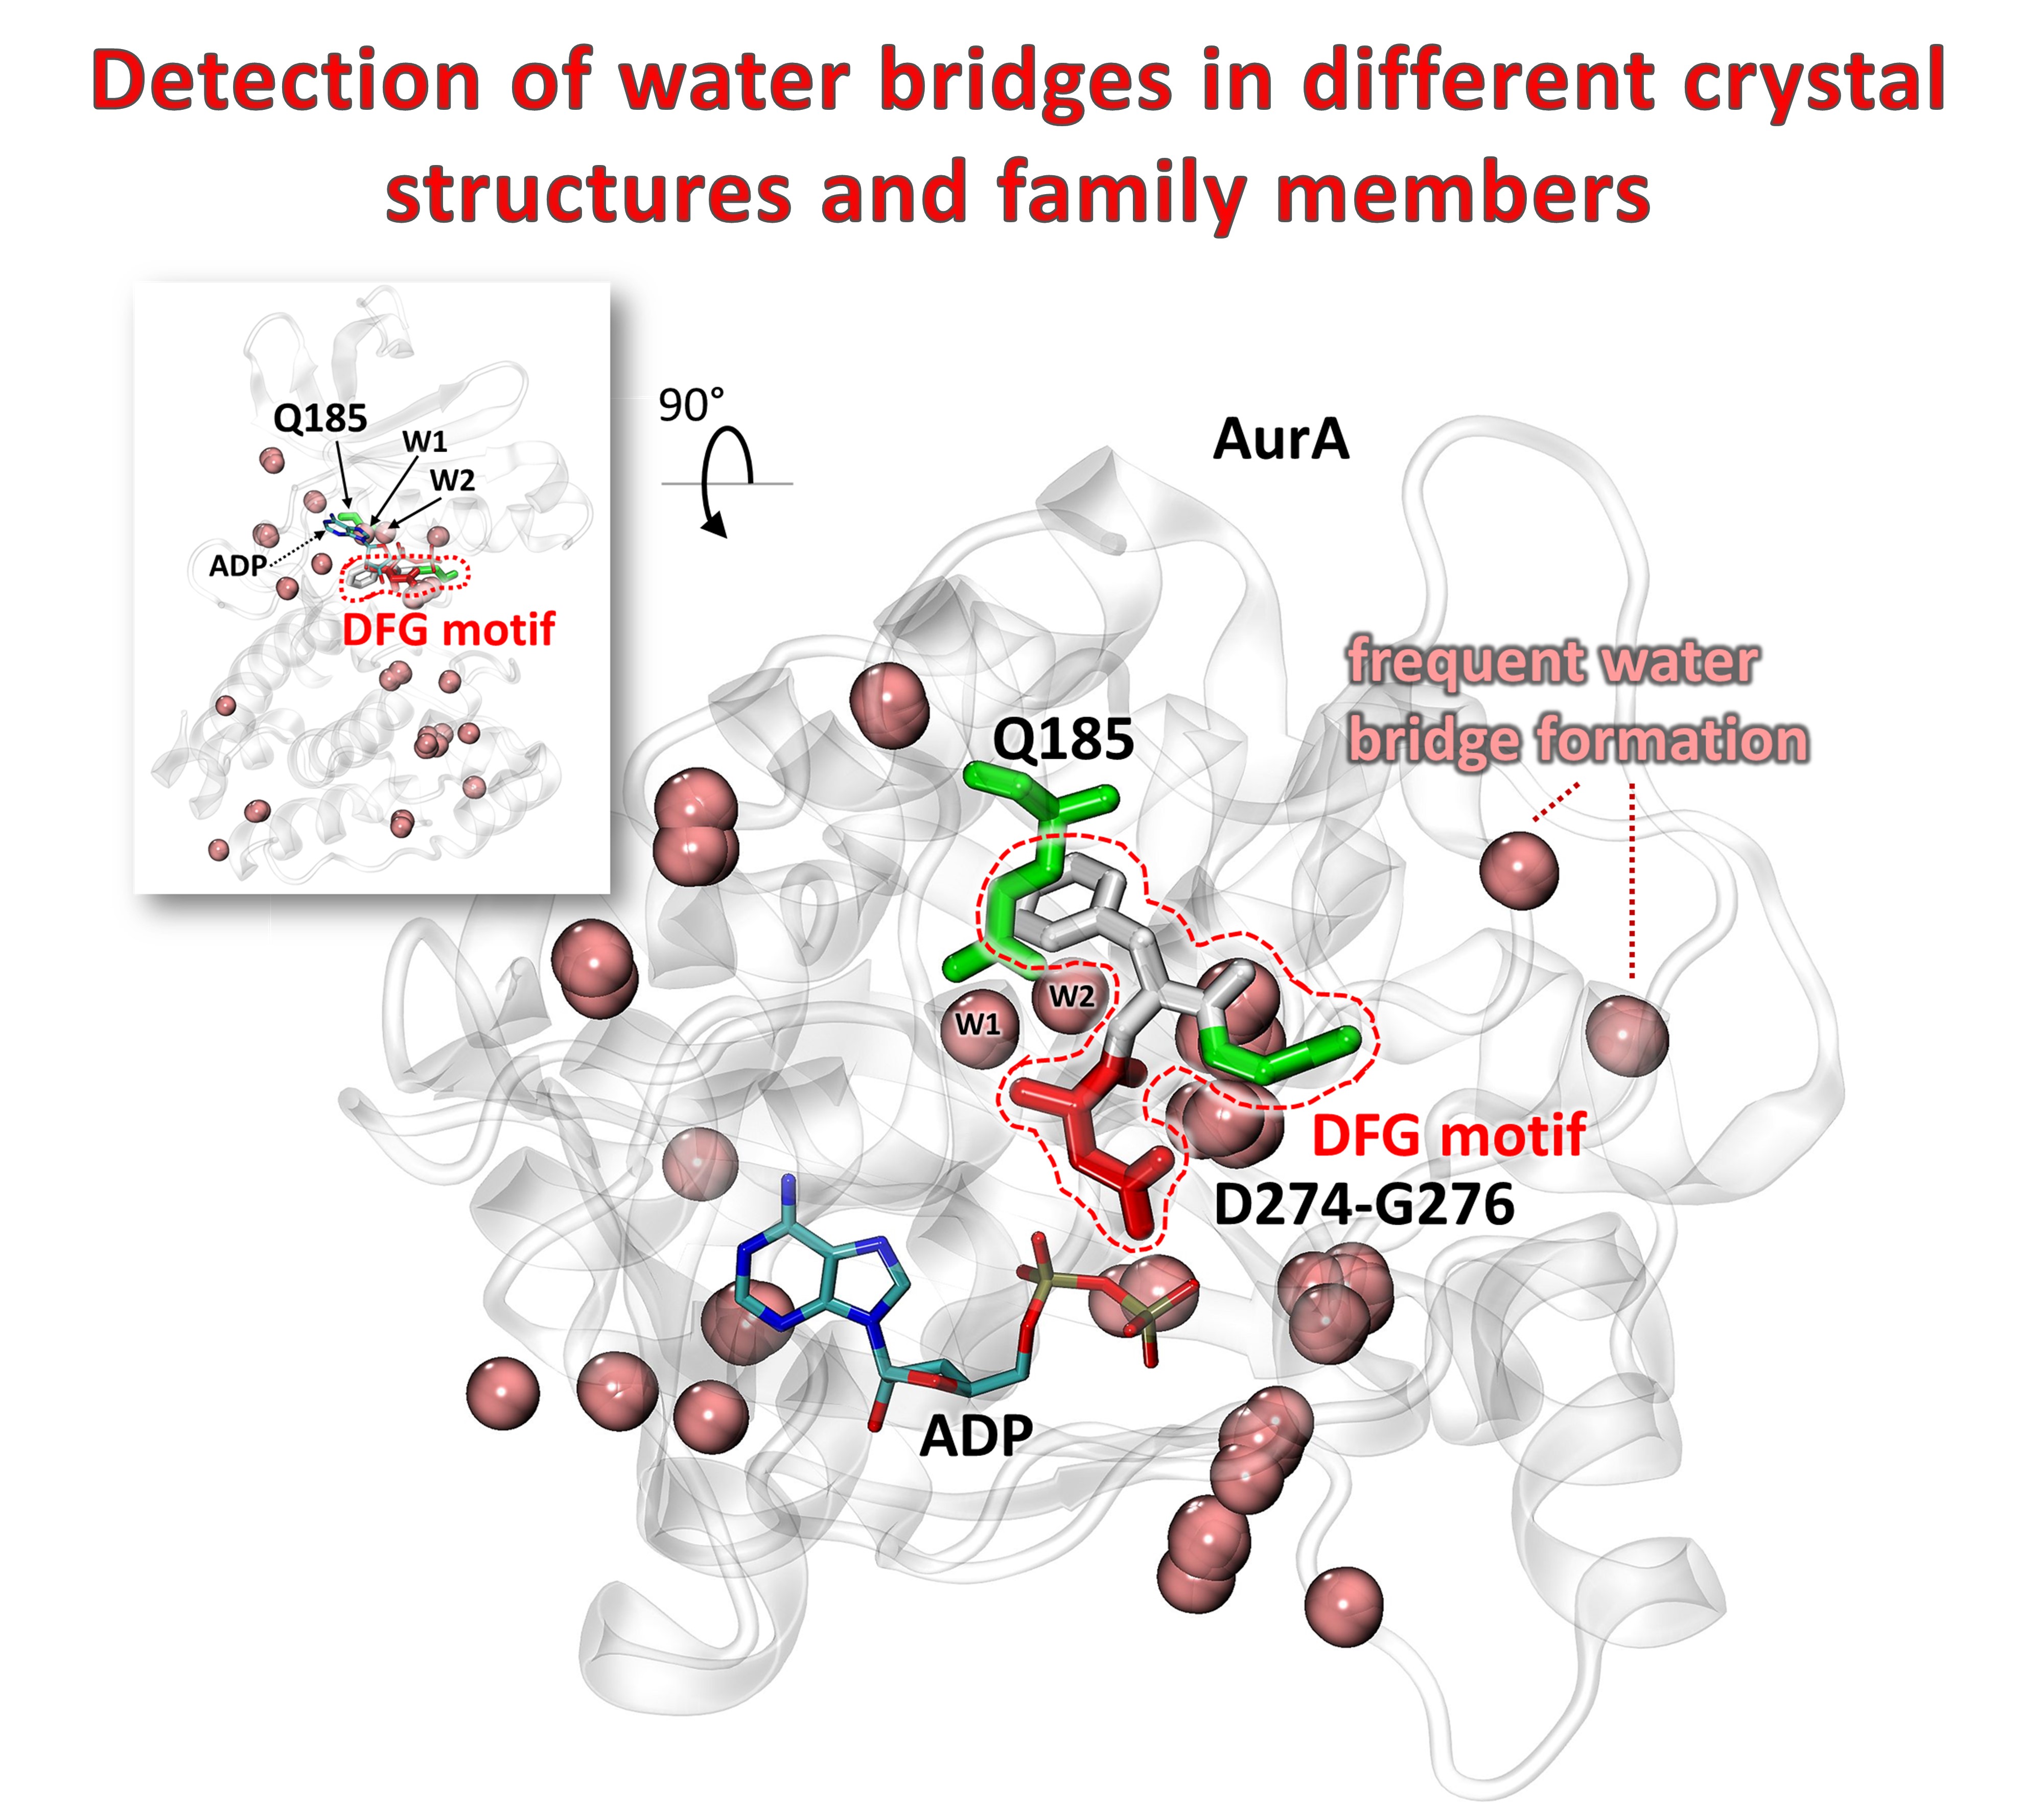 Detection of water bridges in different crystal
structures and family members
Q185
W1
W2
ADP
DFG motif
90°
AurA
frequent water
bridge formation
Q185
W2
W1
DFG motif
D274-G276
ADP